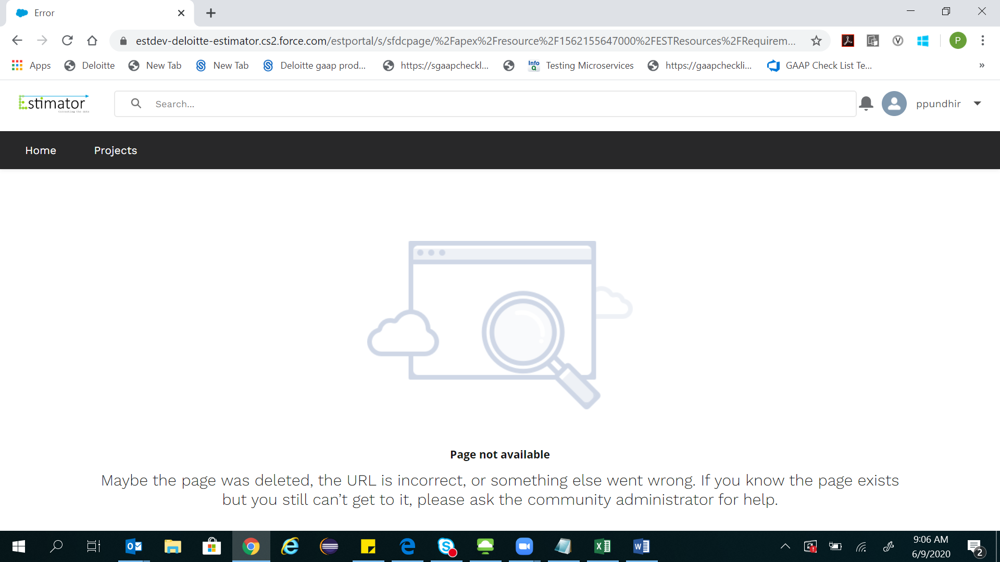 Error
estdev-deloitte-estimator.cs2.force.com/estportal/s/sfdcpage/%2Fapex%2Fresource%2F1562155647000%2FESTResources%2FRequirem...
P
Apps Deloitte New Tab New Tab Deloitte gaap prod... https://sgaapcheckl... Info Q Testing Microservices https://gaapcheckli... GAAP Check List Te... »
Estimator
Connecting the dots
Search...
ppundhir
Home Projects
Page not available
Maybe the page was deleted, the URL is incorrect, or something else went wrong. If you know the page exists
but you still can’t get to it, please ask the community administrator for help.
9:06 AM
6/9/2020
2